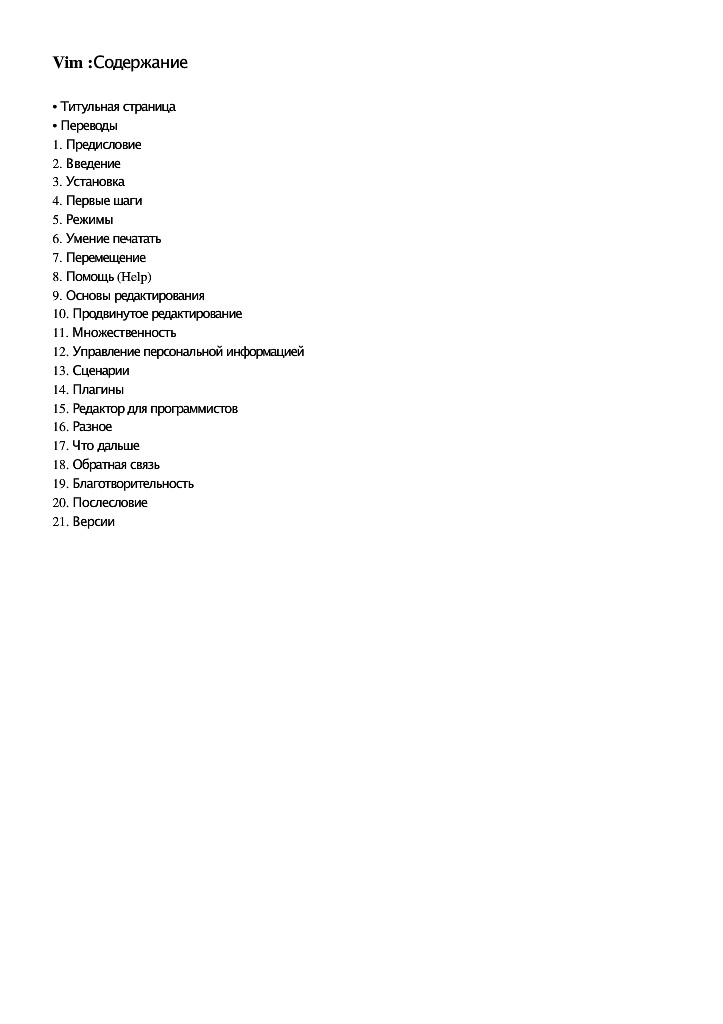 Vim :Содержание
• Титульная страница
• Переводы
1. Предисловие
2. Введение
3. Установка
4. Первые шаги
5. Режимы
6. Умение печатать
7. Перемещение
8. Помощь (Help)
9. Основы редактирования
10. Продвинутое редактирование
11. Множественность
12. Управление персональной информацией
13. Сценарии
14. Плагины
15. Редактор для программистов
16. Разное
17. Что дальше
18. Обратная связь
19. Благотворительность
20. Послесловие
21. Версии